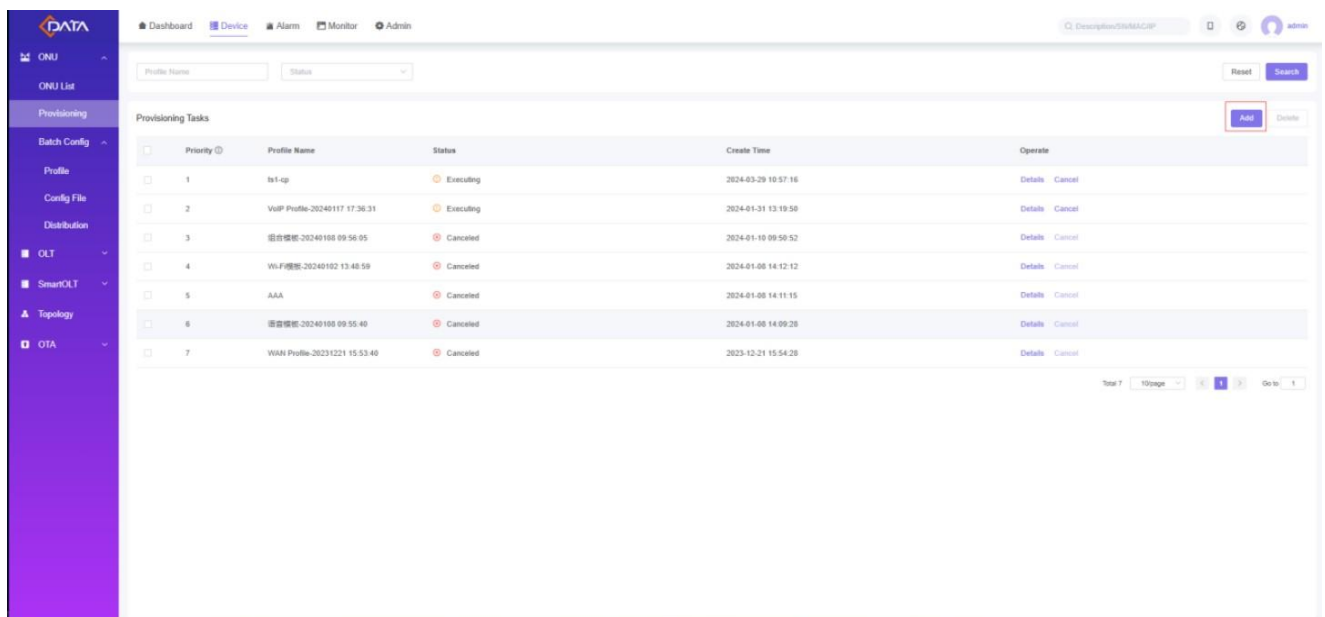 DATA
Dashboard Device Alarm Monitor Admin
Description/SN/MAC/IP
admin
ONU
ONU List
Provisioning
Batch Config
Profile
Config File
Distribution
OLT
SmartOLT
Topology
OTA
Profile Name Status Reset Search
Provisioning Tasks Add Delete
Priority Profile Name Status Create Time Operate
1 ts1-cp Executing 2024-03-29 10:57:16 Details Cancel
2 VoIP Profile-20240117 17:36:31 Executing 2024-01-31 13:19:50 Details Cancel
3 组合模板-20240108 09:56:05 Canceled 2024-01-10 09:50:52 Details Cancel
4 Wi-Fi模板-20240102 13:48:59 Canceled 2024-01-08 14:12:12 Details Cancel
5 AAA Canceled 2024-01-08 14:11:15 Details Cancel
6 语音模板-20240108 09:55:40 Canceled 2024-01-08 14:09:28 Details Cancel
7 WAN Profile-20231221 15:53:40 Canceled 2023-12-21 15:54:28 Details Cancel
Total 7 10/page 1 Go to 1